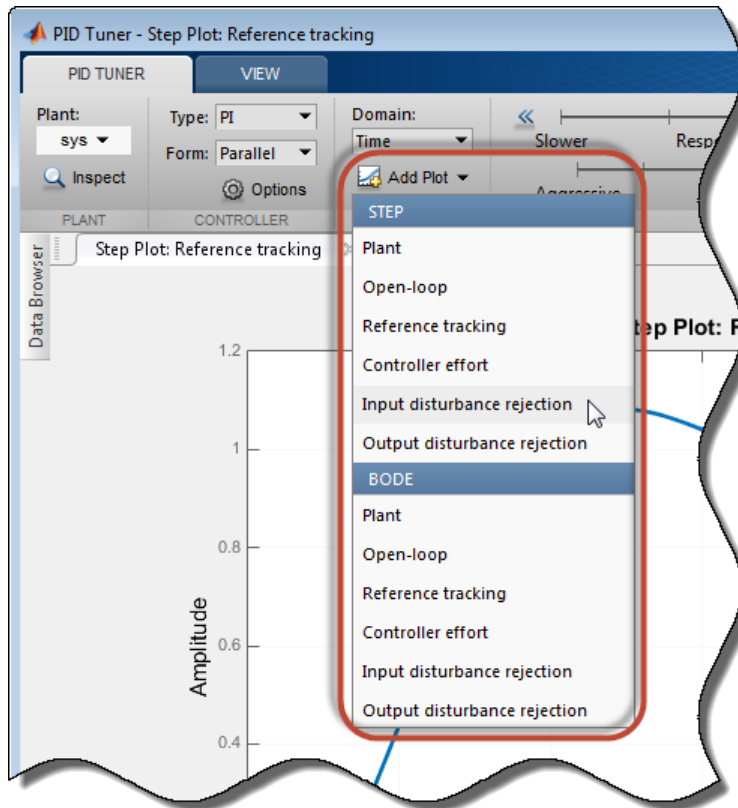 PID Tuner - Step Plot: Reference tracking
PID TUNER
VIEW
Plant:
sys
Inspect
PLANT
Type: PI
Form: Parallel
Options
CONTROLLER
Domain:
Time
Add Plot
Slower
Aggressive
STEP
Plant
Open-loop
Reference tracking
Controller effort
Input disturbance rejection
Output disturbance rejection
BODE
Plant
Open-loop
Reference tracking
Controller effort
Input disturbance rejection
Output disturbance rejection
Data Browser
Step Plot: Reference tracking
Plot:
1.2
1
0.8
0.6
0.4
Amplitude